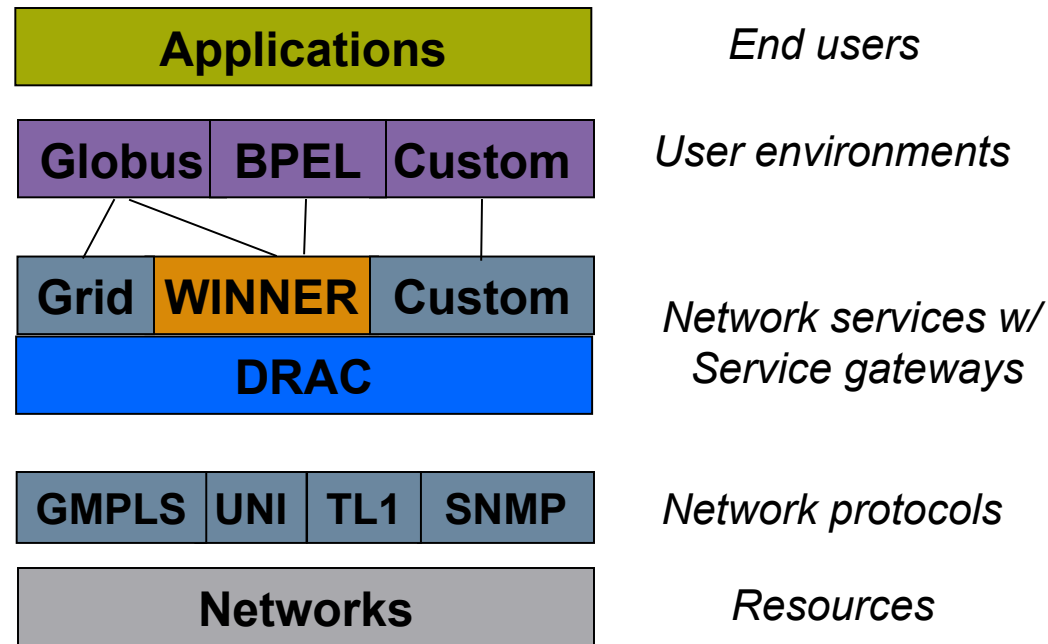 Applications End users
Globus BPEL Custom User environments
Grid WINNER Custom
Network services w/
Service gateways
DRAC
GMPLS UNI TL1 SNMP Network protocols
Networks Resources